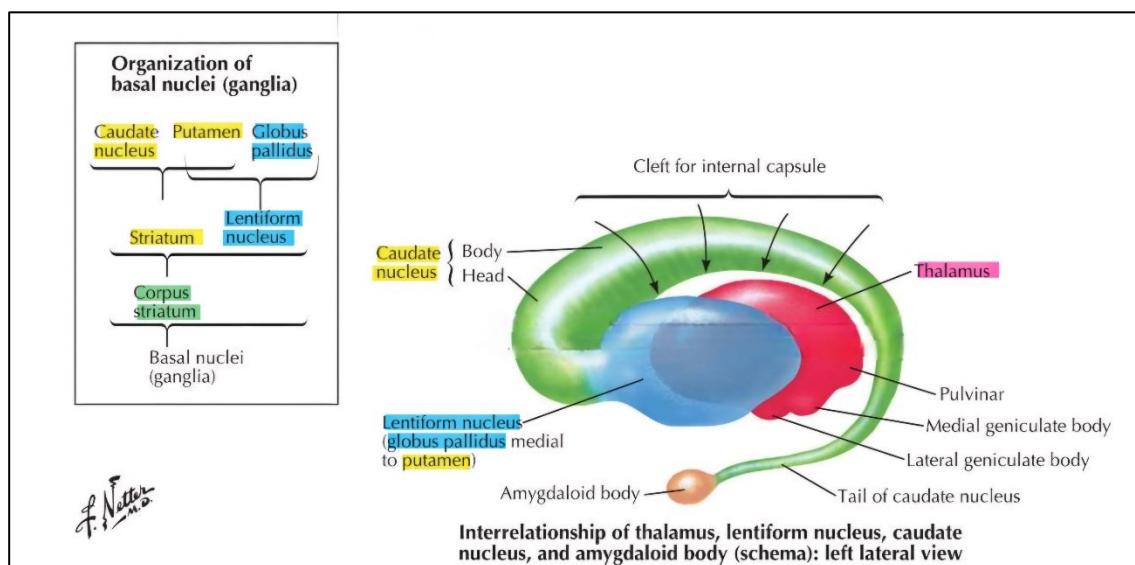 Organization of
basal nuclei (ganglia)
Caudate
nucleus
Putamen
Globus
pallidus
Striatum
Lentiform
nucleus
Corpus
striatum
Basal nuclei
(ganglia)
Cleft for internal capsule
Caudate
nucleus
Body
Head
Thalamus
Pulvinar
Medial geniculate body
Lateral geniculate body
Tail of caudate nucleus
Lentiform nucleus
(globus pallidus medial
to putamen)
Amygdaloid body
Interrelationship of thalamus, lentiform nucleus, caudate
nucleus, and amygdaloid body (schema): left lateral view
F. Netter
M.D.